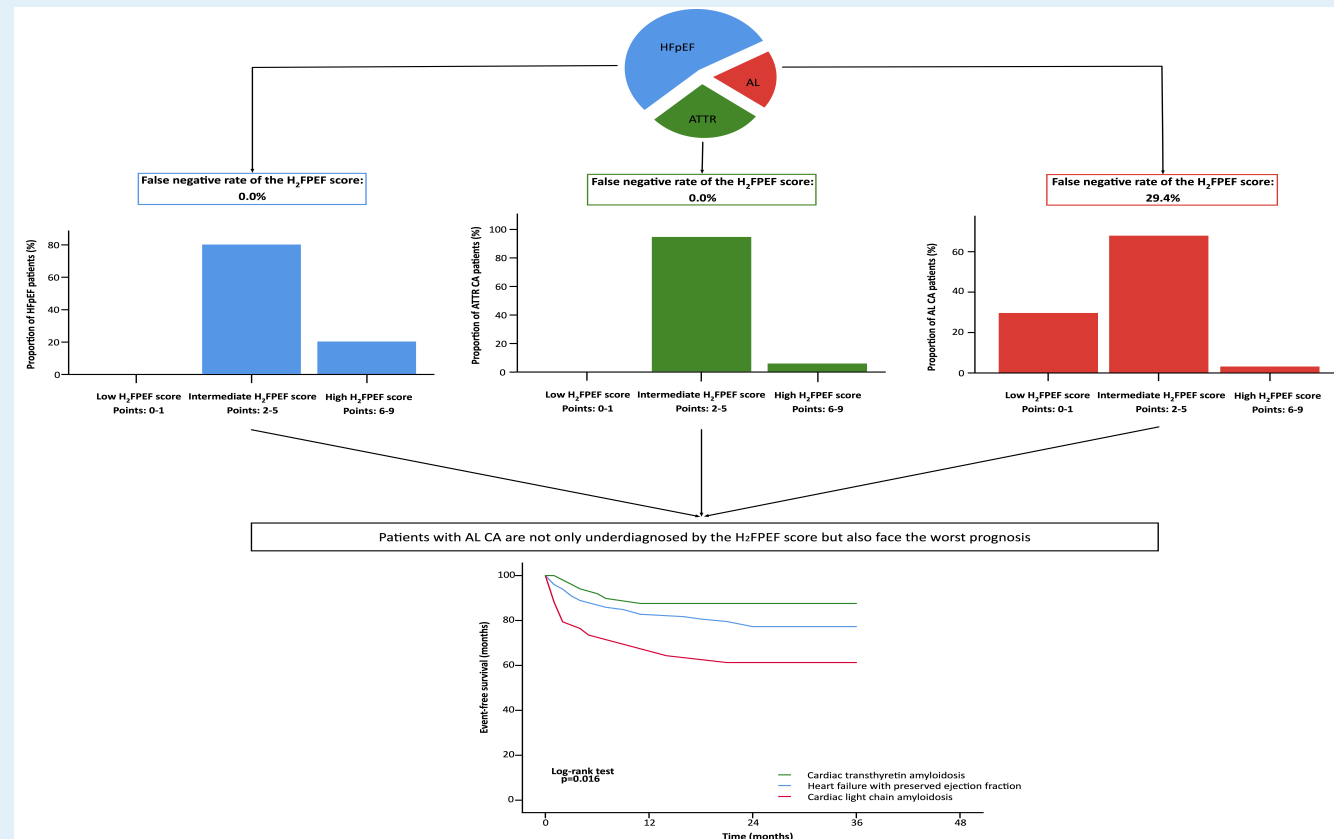 HFpEF
AL
ATTR
False negative rate of the H₂FPEF score:
0.0%
False negative rate of the H₂FPEF score:
0.0%
False negative rate of the H₂FPEF score:
29.4%
Proportion of HFpEF patients (%)
80
60
40
20
0
Low H₂FPEF score
Points: 0-1
Intermediate H₂FPEF score
Points: 2-5
High H₂FPEF score
Points: 6-9
Proportion of ATTR CA patients (%)
100
80
60
40
20
0
Low H₂FPEF score
Points: 0-1
Intermediate H₂FPEF score
Points: 2-5
High H₂FPEF score
Points: 6-9
Proportion of AL CA patients (%)
60
40
20
0
Low H₂FPEF score
Points: 0-1
Intermediate H₂FPEF score
Points: 2-5
High H₂FPEF score
Points: 6-9
Patients with AL CA are not only underdiagnosed by the H₂FPEF score but also face the worst prognosis
Event-free survival (months)
100
80
60
40
20
0
Log-rank test
p=0.016
Cardiac transthyretin amyloidosis
Heart failure with preserved ejection fraction
Cardiac light chain amyloidosis
0
12
24
36
48
Time (months)